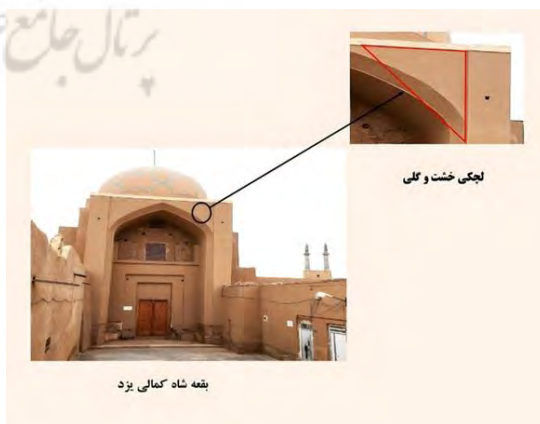 پرتال جامع
لچکی خشت و گلی
بقعه شاه کمالی یزد